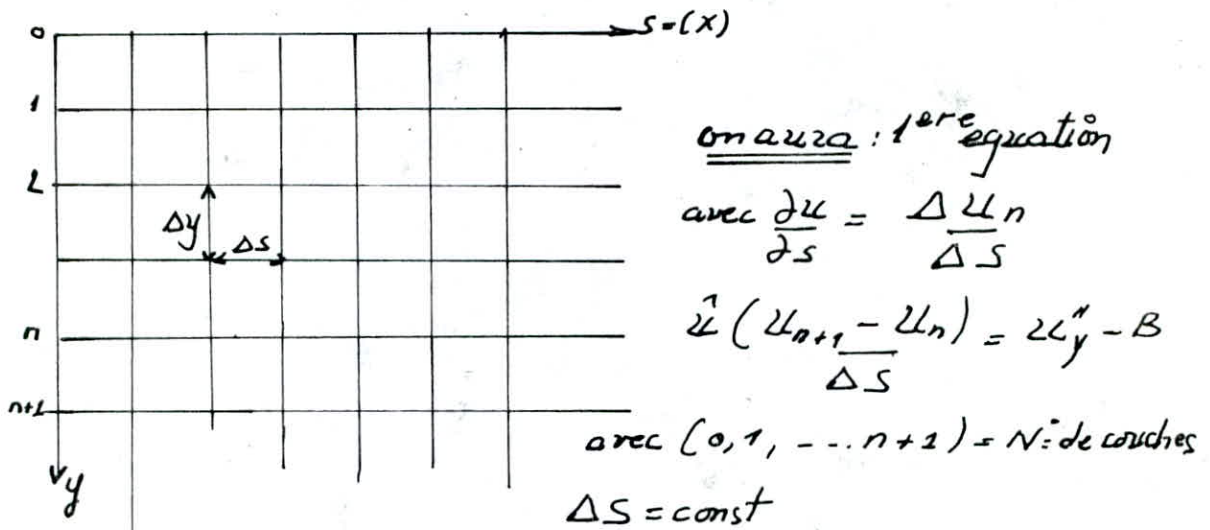 0
S = (x)
1
2
Δy
ΔS
n
n+1
y
on aura : 1ere equation
avec ∂u/∂s = Δun/ΔS
û (un+1 - un)/ΔS = u"y - B
avec (0, 1, --.. n+1) = N: de couches
ΔS = const